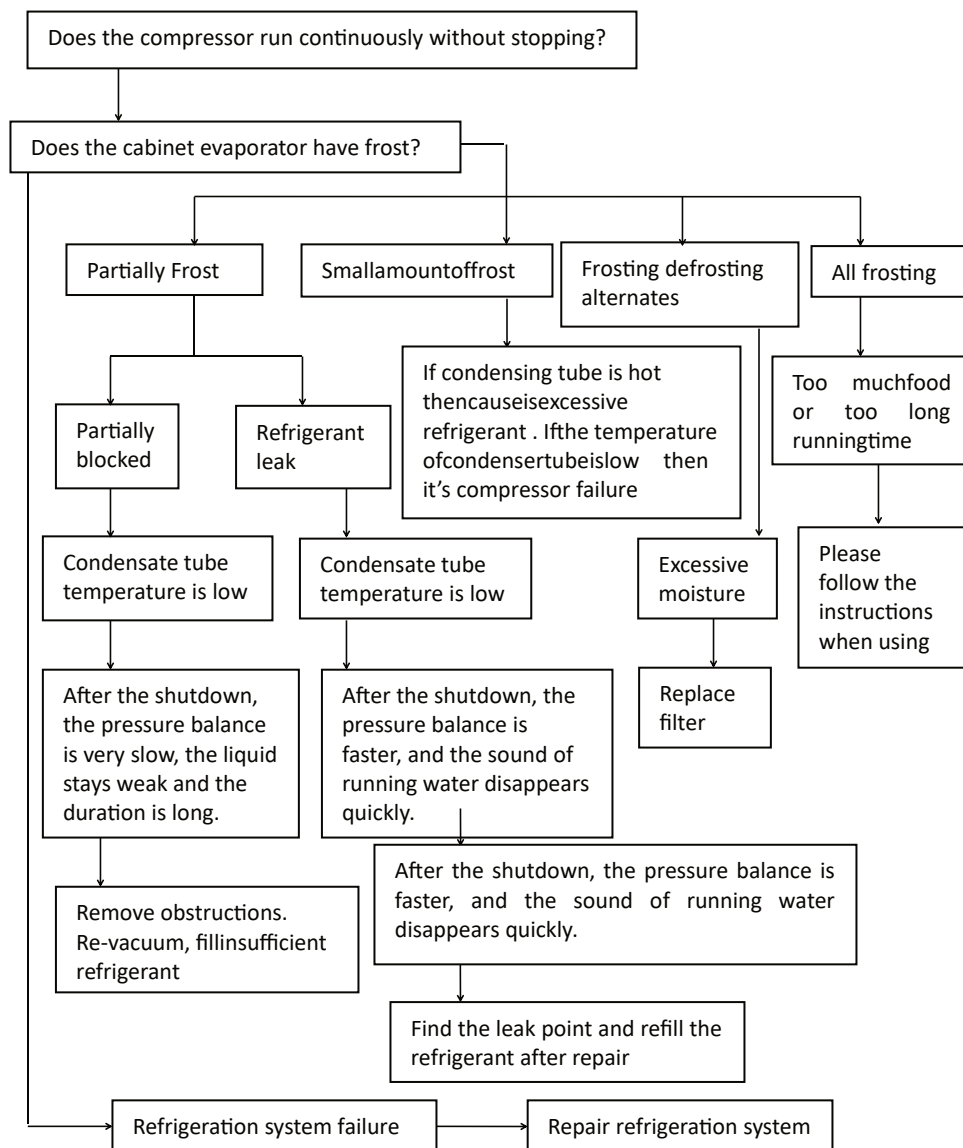 Does the compressor run continuously without stopping?
Does the cabinet evaporator have frost?
Partially Frost
Smallamountoffrost
Frosting defrosting
alternates
All frosting
Partially
blocked
Refrigerant
leak
If condensing tube is hot
thencauseisexcessive
refrigerant . Ifthe temperature
ofcondensertubeislow then
it’s compressor failure
Too muchfood
or too long
runningtime
Condensate tube
temperature is low
Condensate tube
temperature is low
Excessive
moisture
Please
follow the
instructions
when using
After the shutdown,
the pressure balance
is very slow, the liquid
stays weak and the
duration is long.
After the shutdown, the
pressure balance is
faster, and the sound of
running water disappears
quickly.
Replace
filter
After the shutdown, the pressure balance is
faster, and the sound of running water
disappears quickly.
Remove obstructions.
Re-vacuum, fillinsufficient
refrigerant
Find the leak point and refill the
refrigerant after repair
Refrigeration system failure
Repair refrigeration system